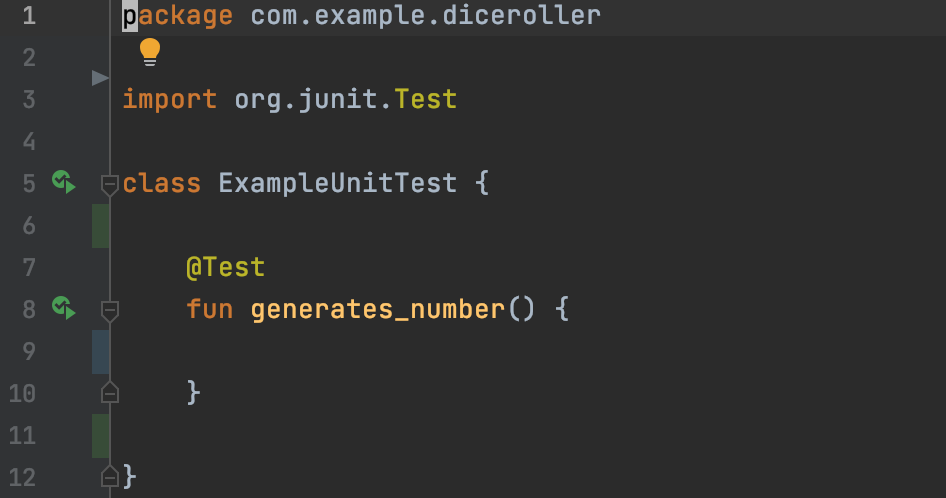 1 package com.example.diceroller
2
3 import org.junit.Test
4
5 class ExampleUnitTest {
6
7 @Test
8 fun generates_number() {
9
10 }
11
12 }